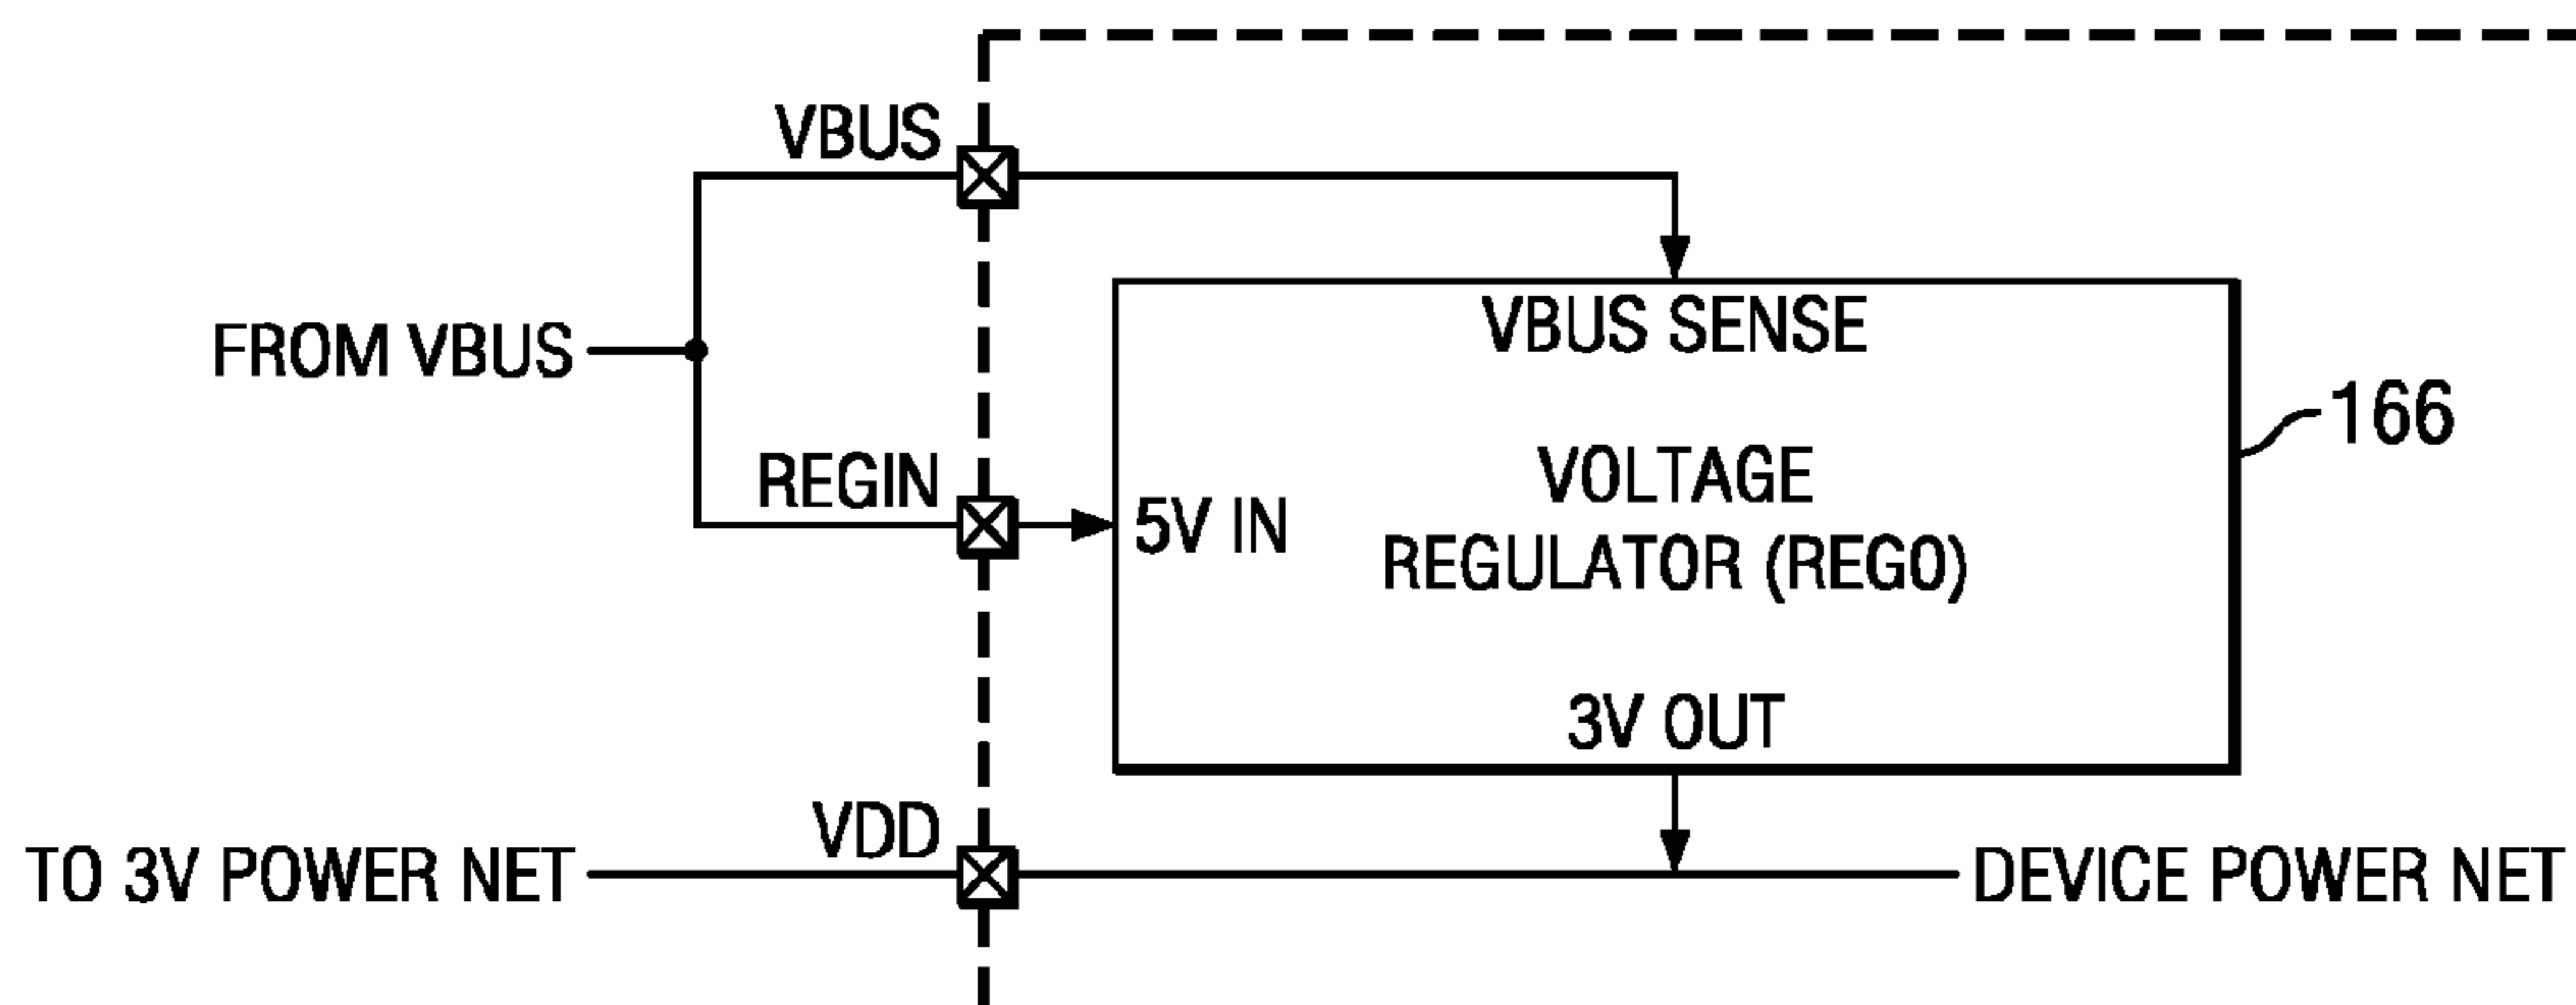 VBUS
FROM VBUS
VBUS SENSE
166
REGIN
5V IN
VOLTAGE
REGULATOR (REG0)
3V OUT
VDD
TO 3V POWER NET
DEVICE POWER NET